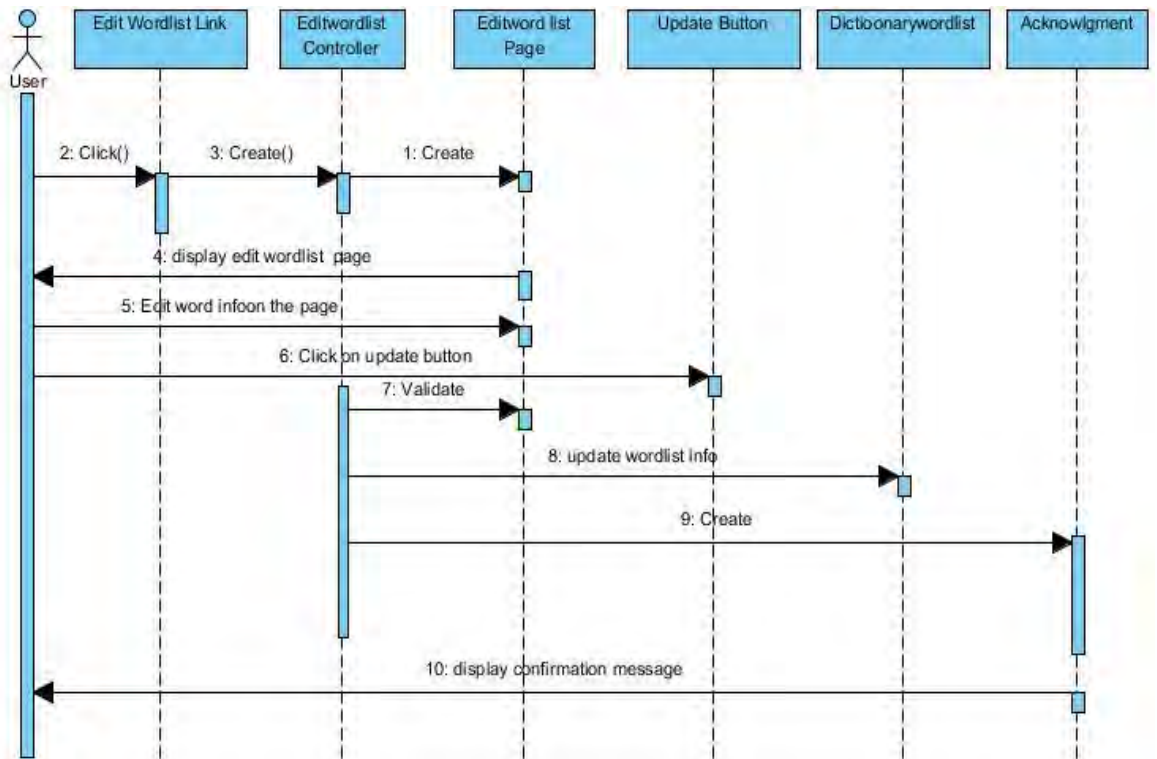 Edit Wordlist Link
Editwordlist
Controller
Editword list
Page
Update Button
Dictioonarywordlist
Acknowlgment
User
2: Click()
3: Create()
1: Create
4: display edit wordlist page
5: Edit word infoon the page
6: Click on update button
7: Validate
8: update wordlist info
9: Create
10: display confirmation message